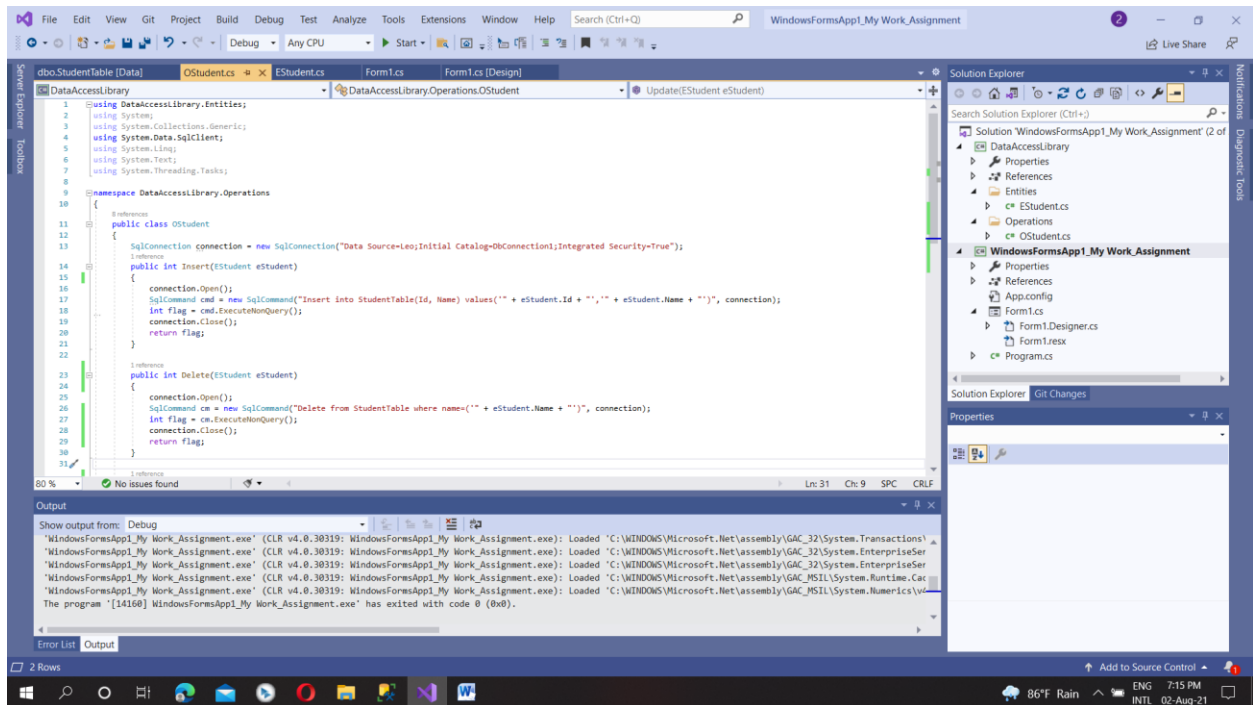 File Edit View Git Project Build Debug Test Analyze Tools Extensions Window Help Search (Ctrl+Q) WindowsFormsApp1_My Work_Assignment 2
Debug Any CPU Start Live Share
Server Explorer
Toolbox
dbo.StudentTable [Data] OStudent.cs EStudent.cs Form1.cs Form1.cs [Design]
DataAccessLibrary DataAccessLibrary.Operations.OStudent Update(EStudent eStudent)
1 using DataAccessLibrary.Entities;
2 using System;
3 using System.Collections.Generic;
4 using System.Data.SqlClient;
5 using System.Linq;
6 using System.Text;
7 using System.Threading.Tasks;
8
9 namespace DataAccessLibrary.Operations
10 {
8 references
11 public class OStudent
12 {
13 SqlConnection connection = new SqlConnection("Data Source=Leo;Initial Catalog=DbConnection1;Integrated Security=True");
1 reference
14 public int Insert(EStudent eStudent)
15 {
16 connection.Open();
17 SqlCommand cmd = new SqlCommand("Insert into StudentTable(Id, Name) values('" + eStudent.Id + "','" + eStudent.Name + "')", connection);
18 int flag = cmd.ExecuteNonQuery();
19 connection.Close();
20 return flag;
21 }
22
1 reference
23 public int Delete(EStudent eStudent)
24 {
25 connection.Open();
26 SqlCommand cm = new SqlCommand("Delete from StudentTable where name=('" + eStudent.Name + "')", connection);
27 int flag = cm.ExecuteNonQuery();
28 connection.Close();
29 return flag;
30 }
31
1 reference
80 % No issues found Ln: 31 Ch: 9 SPC CRLF
Output
Show output from: Debug
'WindowsFormsApp1_My Work_Assignment.exe' (CLR v4.0.30319: WindowsFormsApp1_My Work_Assignment.exe): Loaded 'C:\WINDOWS\Microsoft.Net\assembly\GAC_32\System.Transactions\
'WindowsFormsApp1_My Work_Assignment.exe' (CLR v4.0.30319: WindowsFormsApp1_My Work_Assignment.exe): Loaded 'C:\WINDOWS\Microsoft.Net\assembly\GAC_32\System.EnterpriseSer
'WindowsFormsApp1_My Work_Assignment.exe' (CLR v4.0.30319: WindowsFormsApp1_My Work_Assignment.exe): Loaded 'C:\WINDOWS\Microsoft.Net\assembly\GAC_32\System.EnterpriseSer
'WindowsFormsApp1_My Work_Assignment.exe' (CLR v4.0.30319: WindowsFormsApp1_My Work_Assignment.exe): Loaded 'C:\WINDOWS\Microsoft.Net\assembly\GAC_MSIL\System.Runtime.Cac
'WindowsFormsApp1_My Work_Assignment.exe' (CLR v4.0.30319: WindowsFormsApp1_My Work_Assignment.exe): Loaded 'C:\WINDOWS\Microsoft.Net\assembly\GAC_MSIL\System.Numerics\v4
The program '[14160] WindowsFormsApp1_My Work_Assignment.exe' has exited with code 0 (0x0).
Error List Output
Solution Explorer
Search Solution Explorer (Ctrl+;)
Solution 'WindowsFormsApp1_My Work_Assignment' (2 of
C# DataAccessLibrary
Properties
References
Entities
C# EStudent.cs
Operations
C# OStudent.cs
C# WindowsFormsApp1_My Work_Assignment
Properties
References
App.config
Form1.cs
Form1.Designer.cs
Form1.resx
C# Program.cs
Solution Explorer Git Changes
Properties
Notifications
Diagnostic Tools
2 Rows Add to Source Control 1
W 86°F Rain ENG INTL 7:15 PM 02-Aug-21